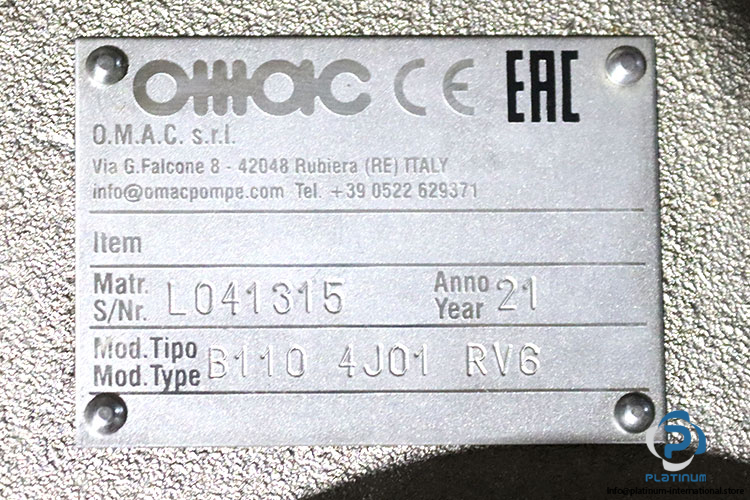 omac CE EAC
O.M.A.C. s.r.l.
Via G.Falcone 8 - 42048 Rubiera (RE) ITALY
info@omacpompe.com Tel. +39 0522 629371
Item
Matr.
S/Nr. L041315
Anno
Year 21
Mod.Tipo
Mod.Type B110 4J01 RV6
PLATINUM
info@platinum-international.store